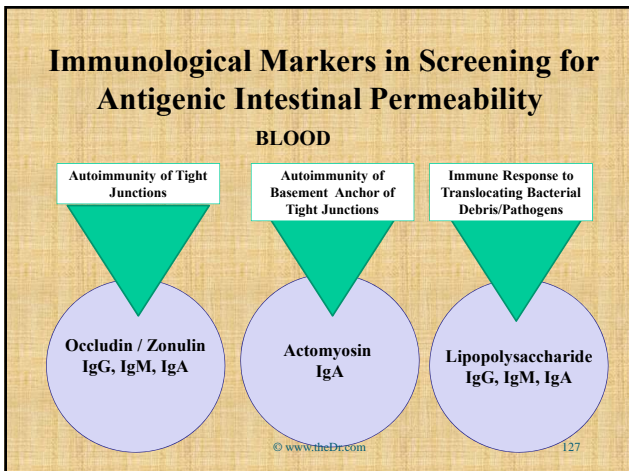 Immunological Markers in Screening for
Antigenic Intestinal Permeability
BLOOD
Autoimmunity of Tight
Junctions
Autoimmunity of
Basement Anchor of
Tight Junctions
Immune Response to
Translocating Bacterial
Debris/Pathogens
Occludin / Zonulin
IgG, IgM, IgA
Actomyosin
IgA
Lipopolysaccharide
IgG, IgM, IgA
© www.theDr.com
127